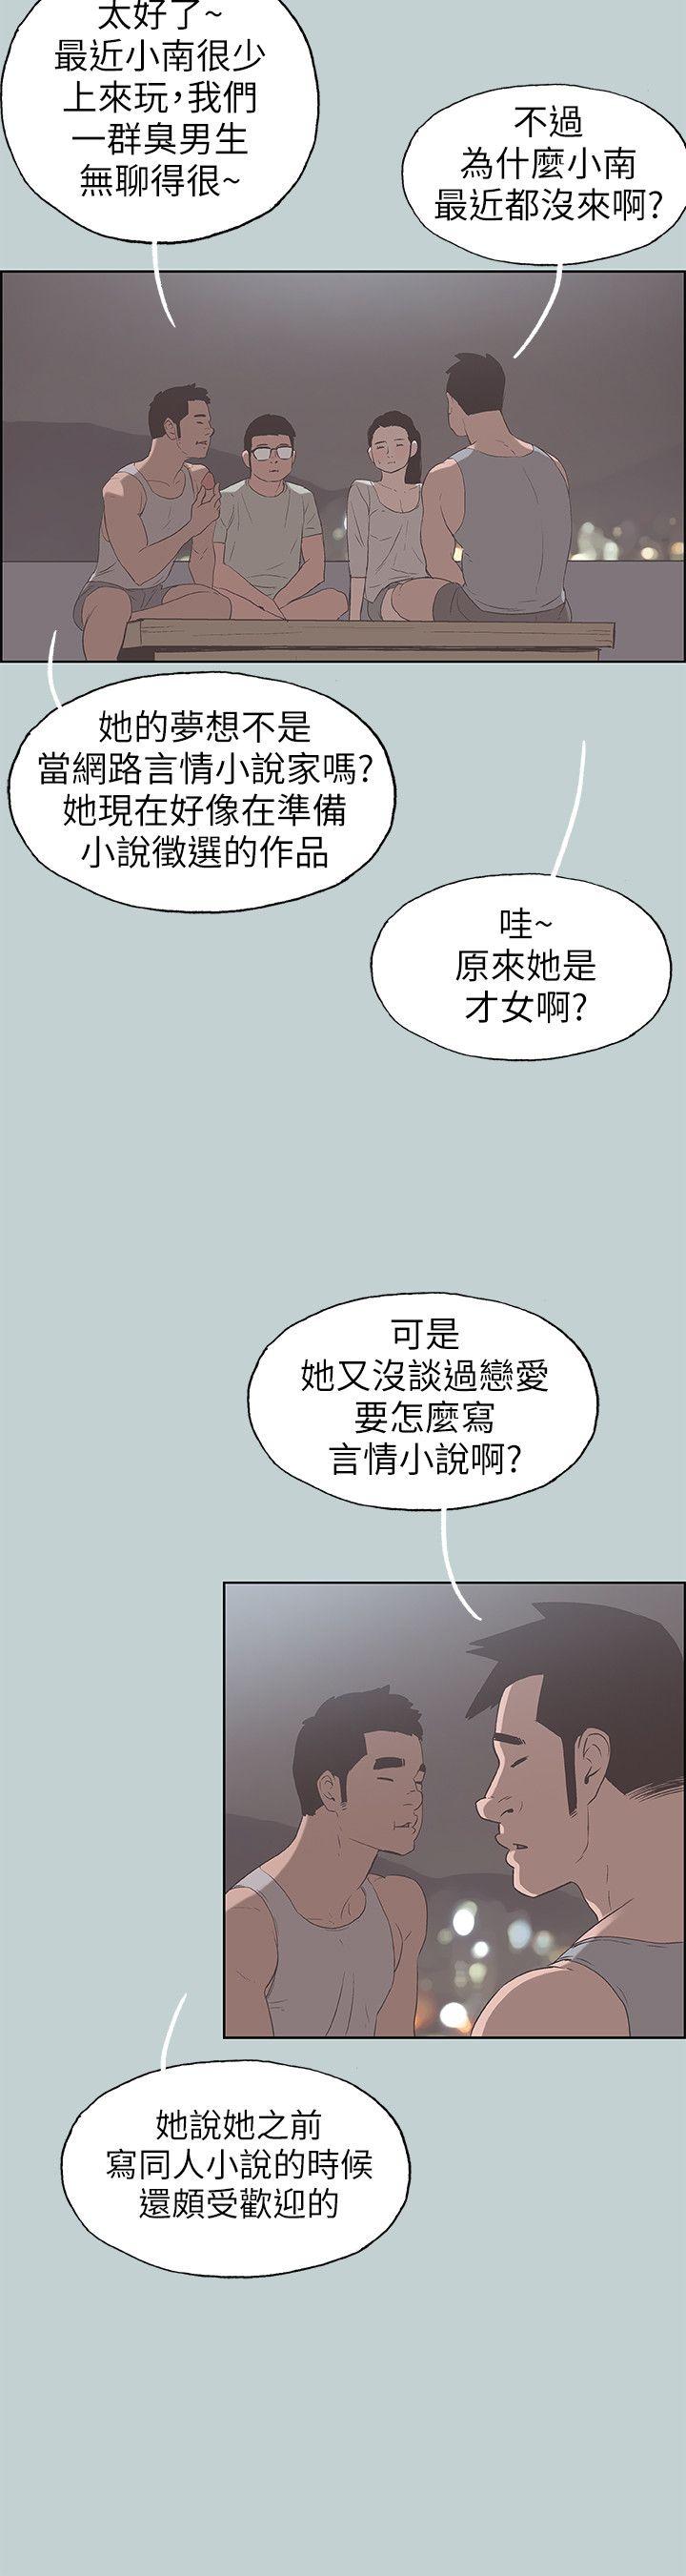 太好了~
最近小南很少
上來玩，我們
一群臭男生
無聊得很~
不過
為什麼小南
最近都沒來啊?
她的夢想不是
當網路言情小說家嗎?
她現在好像在準備
小說徵選的作品
哇~
原來她是
才女啊?
可是
她又沒談過戀愛
要怎麼寫
言情小說啊?
她說她之前
寫同人小說的時候
還頗受歡迎的